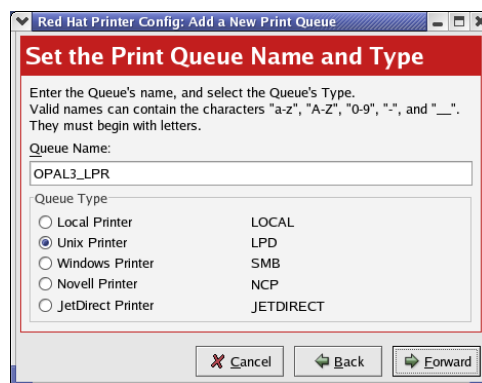 Red Hat Printer Config: Add a New Print Queue
Set the Print Queue Name and Type
Enter the Queue's name, and select the Queue's Type.
Valid names can contain the characters "a-z", "A-Z", "0-9", "-", and "__".
They must begin with letters.
Queue Name:
OPAL3_LPR
Queue Type
Local Printer LOCAL
Unix Printer LPD
Windows Printer SMB
Novell Printer NCP
JetDirect Printer JETDIRECT
Cancel Back Forward